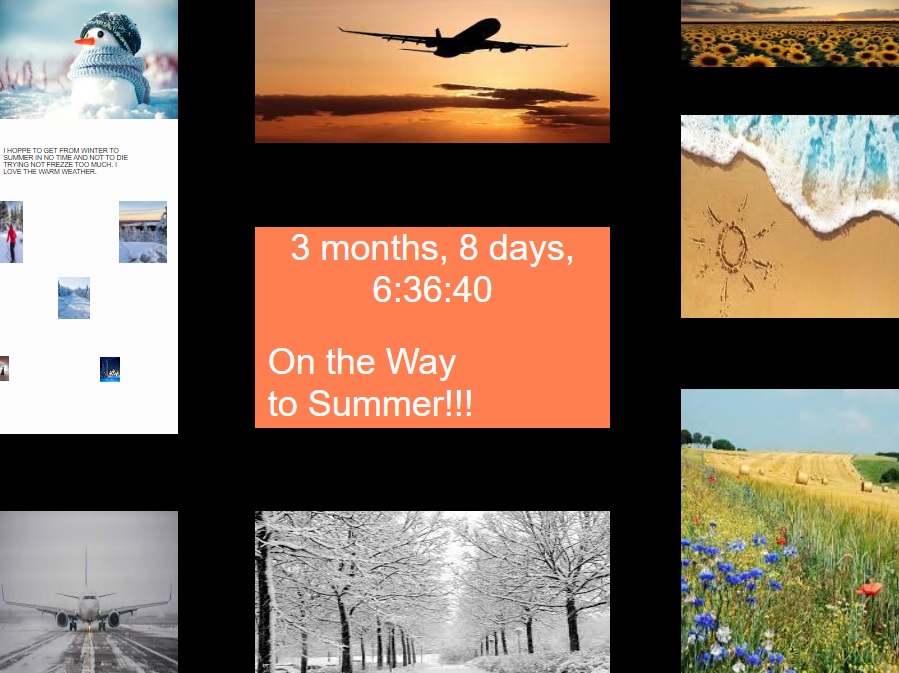 I HOPPE TO GET FROM WINTER TO
SUMMER IN NO TIME AND NOT TO DIE
TRYING NOT FREZZE TOO MUCH. I
LOVE THE WARM WEATHER.
3 months, 8 days,
6:36:40
On the Way
to Summer!!!